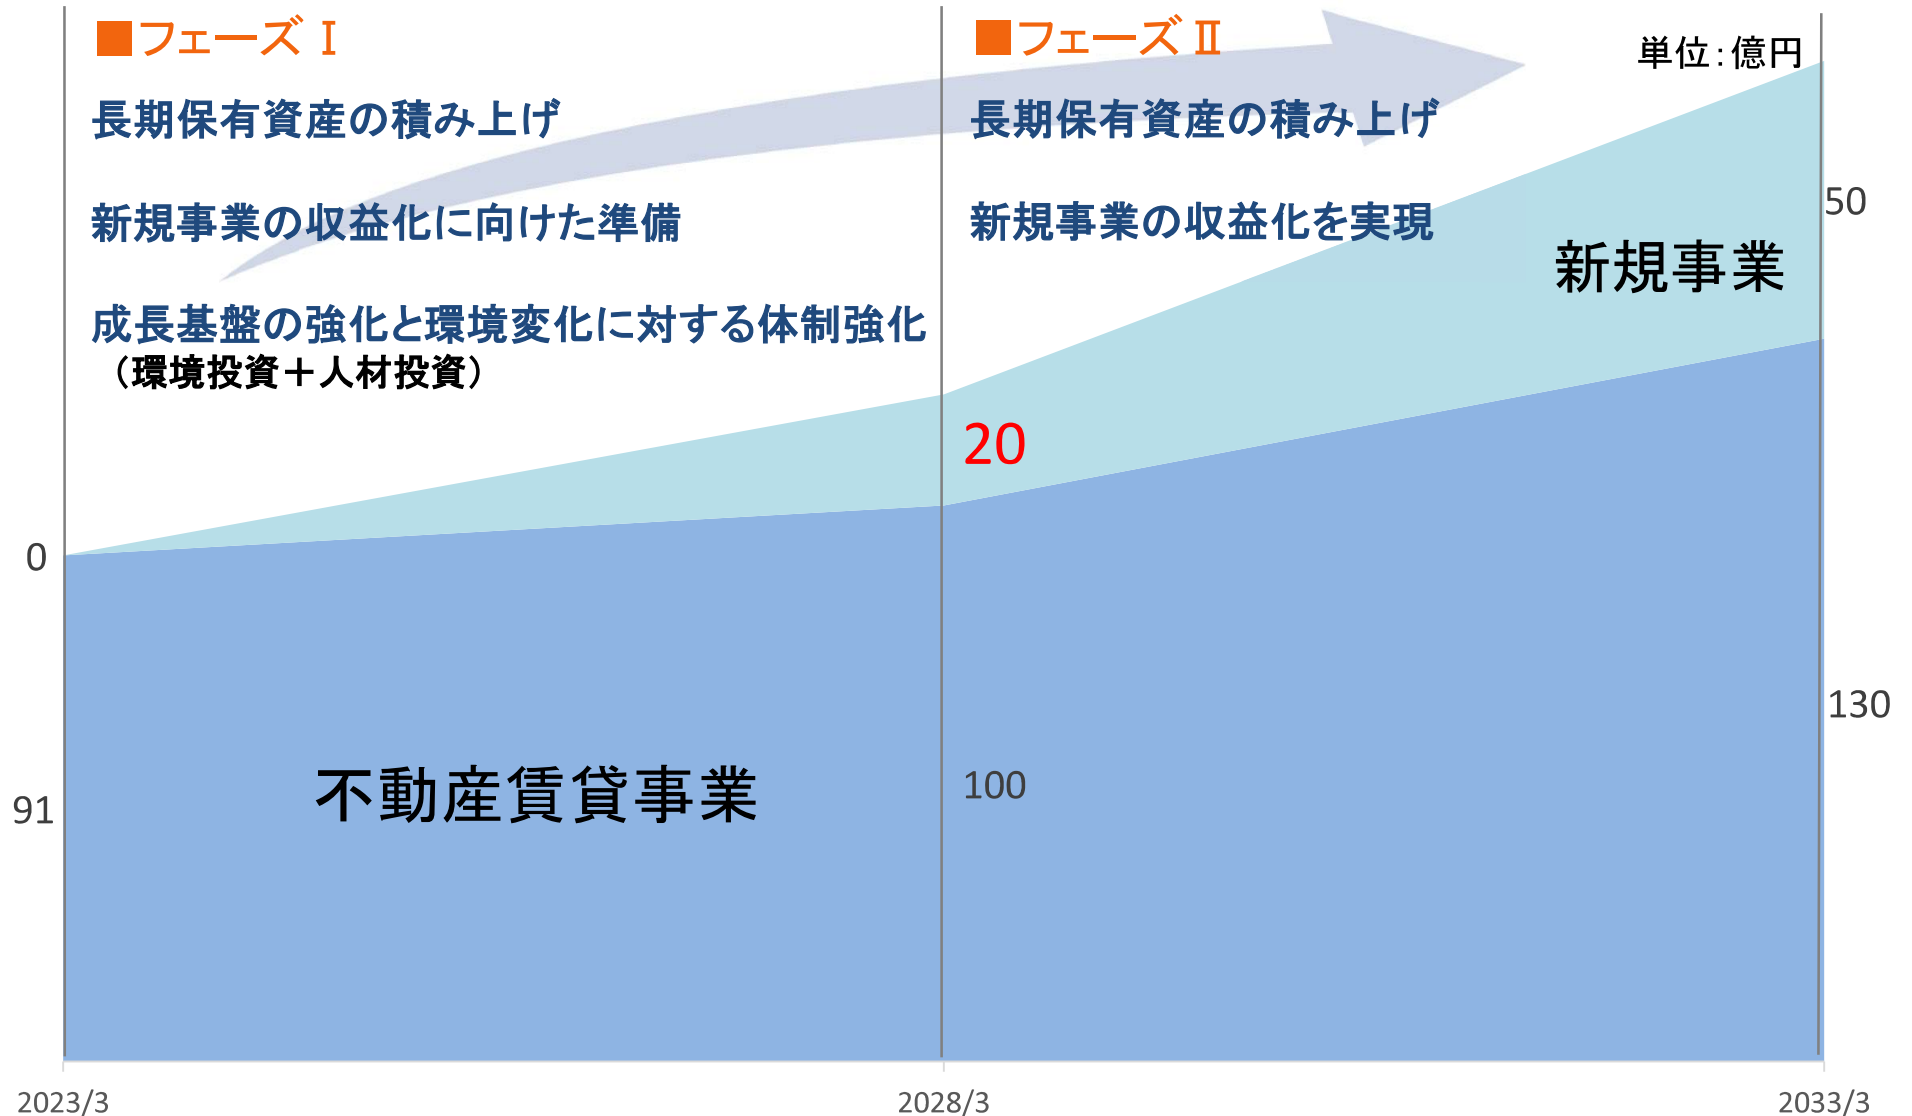 ■フェーズ Ⅰ
長期保有資産の積み上げ
新規事業の収益化に向けた準備
成長基盤の強化と環境変化に対する体制強化
（環境投資＋人材投資）
■フェーズ Ⅱ
長期保有資産の積み上げ
新規事業の収益化を実現
単位：億円
50
新規事業
20
0
130
不動産賃貸事業
100
91
2023/3
2028/3
2033/3